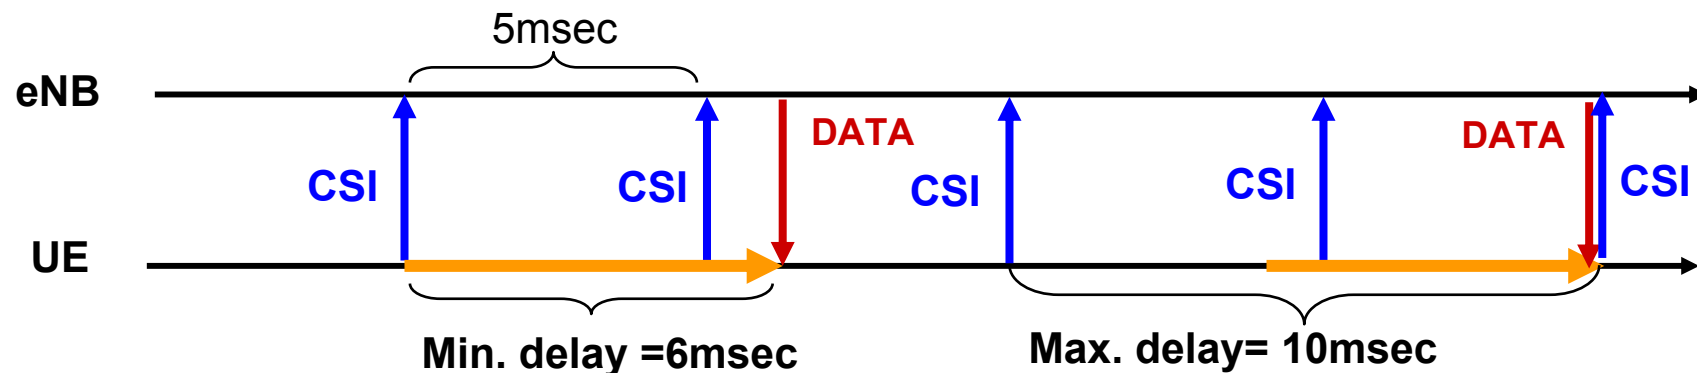 5msec
eNB
DATA
DATA
CSI
CSI
CSI
CSI
CSI
UE
Min. delay =6msec
Max. delay= 10msec